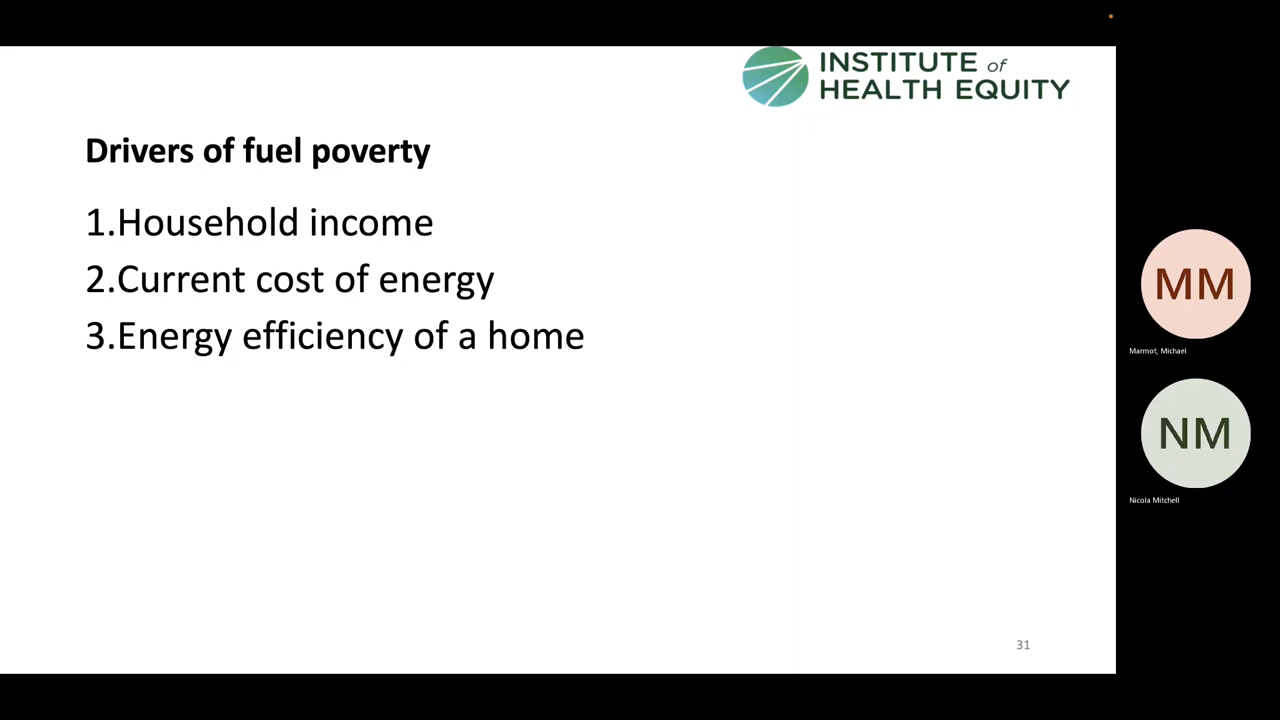 INSTITUTE of
HEALTH EQUITY
Drivers of fuel poverty
1.Household income
2.Current cost of energy
3.Energy efficiency of a home
31
MM
Marmot, Michael
NM
Nicola Mitchell